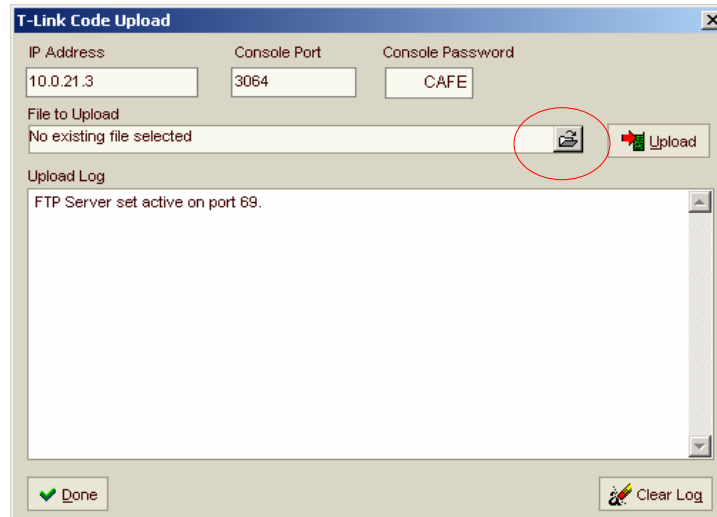 T-Link Code Upload
IP Address Console Port Console Password
10.0.21.3 3064 CAFE
File to Upload
No existing file selected
Upload
Upload Log
FTP Server set active on port 69.
Done Clear Log